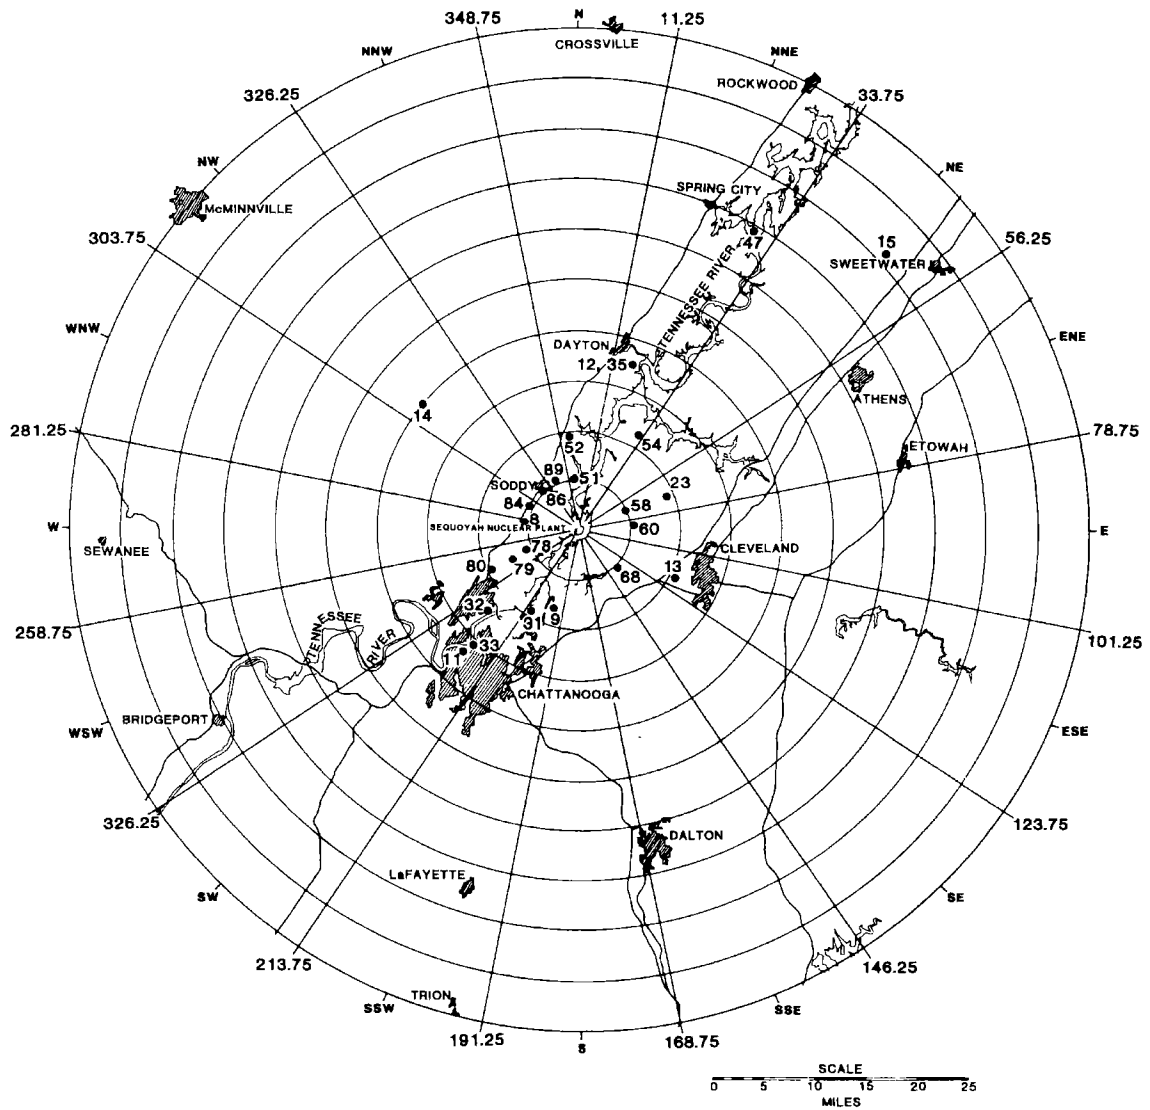 348.75
N
11.25
CROSSVILLE
NNW
NNE
ROCKWOOD
326.25
33.75
NW
NE
SPRING CITY
McMINNVILLE
303.75
47
15
56.25
SWEETWATER
TENNESSEE RIVER
WNW
ENE
DAYTON
12, 35
ATHENS
14
281.25
78.75
52
54
ETOWAH
89
51
SODDY
86
23
84
58
8
W
SEQUOYAH NUCLEAR PLANT
60
E
SEWANEE
78
CLEVELAND
79
80
68
13
32
31
9
TENNESSEE
RIVER
258.75
101.25
33
11
CHATTANOOGA
BRIDGEPORT
WSW
ESE
326.25
123.75
DALTON
LaFAYETTE
SW
SE
213.75
146.25
TRION
SSW
SSE
191.25
S
168.75
SCALE
0 5 10 15 20 25
MILES